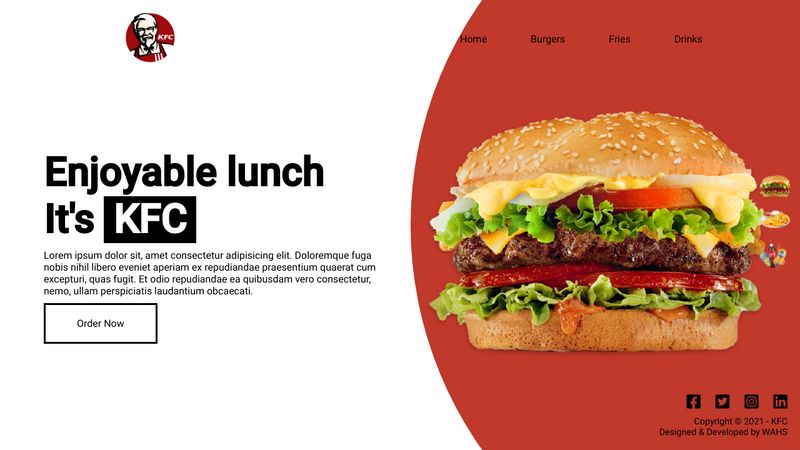 KFC
Home
Burgers
Fries
Drinks
Enjoyable lunch
It's KFC
Lorem ipsum dolor sit, amet consectetur adipisicing elit. Doloremque fuga
nobis nihil libero eveniet aperiam ex repudiandae praesentium quaerat cum
excepturi, quas fugit. Et odio repudiandae ea quibusdam vero consectetur,
nemo, ullam perspiciatis laudantium obcaecati.
Order Now
Copyright © 2021 - KFC
Designed & Developed by WAHS